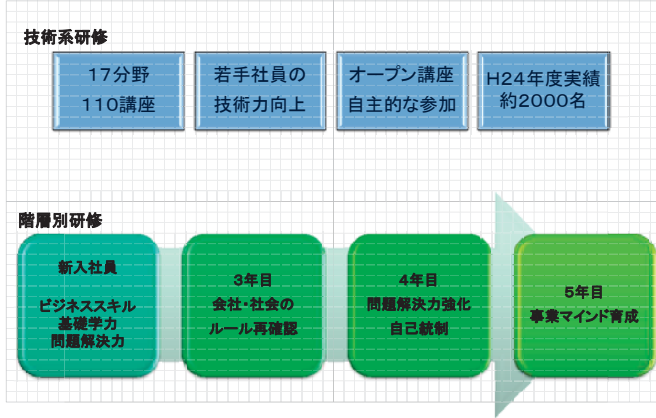 技術系研修
17分野
110講座
若手社員の
技術力向上
オープン講座
自主的な参加
H24年度実績
約2000名
階層別研修
新入社員
ビジネススキル
基礎学力
問題解決力
3年目
会社・社会の
ルール再確認
4年目
問題解決力強化
自己統制
5年目
事業マインド育成